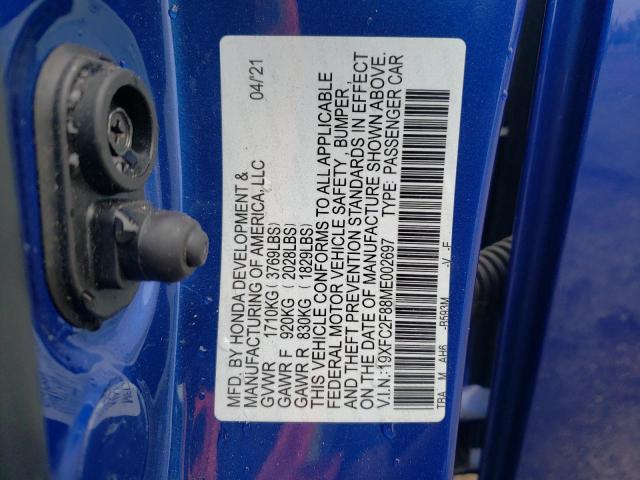 MFD. BY HONDA DEVELOPMENT & 04/21
MANUFACTURING OF AMERICA, LLC
GVWR 1710KG (3769LBS)
GAWR F 920KG (2028LBS)
GAWR R 830KG (1829LBS)
THIS VEHICLE CONFORMS TO ALL APPLICABLE
FEDERAL MOTOR VEHICLE SAFETY, BUMPER,
AND THEFT PREVENTION STANDARDS IN EFFECT
ON THE DATE OF MANUFACTURE SHOWN ABOVE.
V.I.N.:19XFC2F88ME002697 TYPE: PASSENGER CAR
TBA M AH6 -B593M -V -F